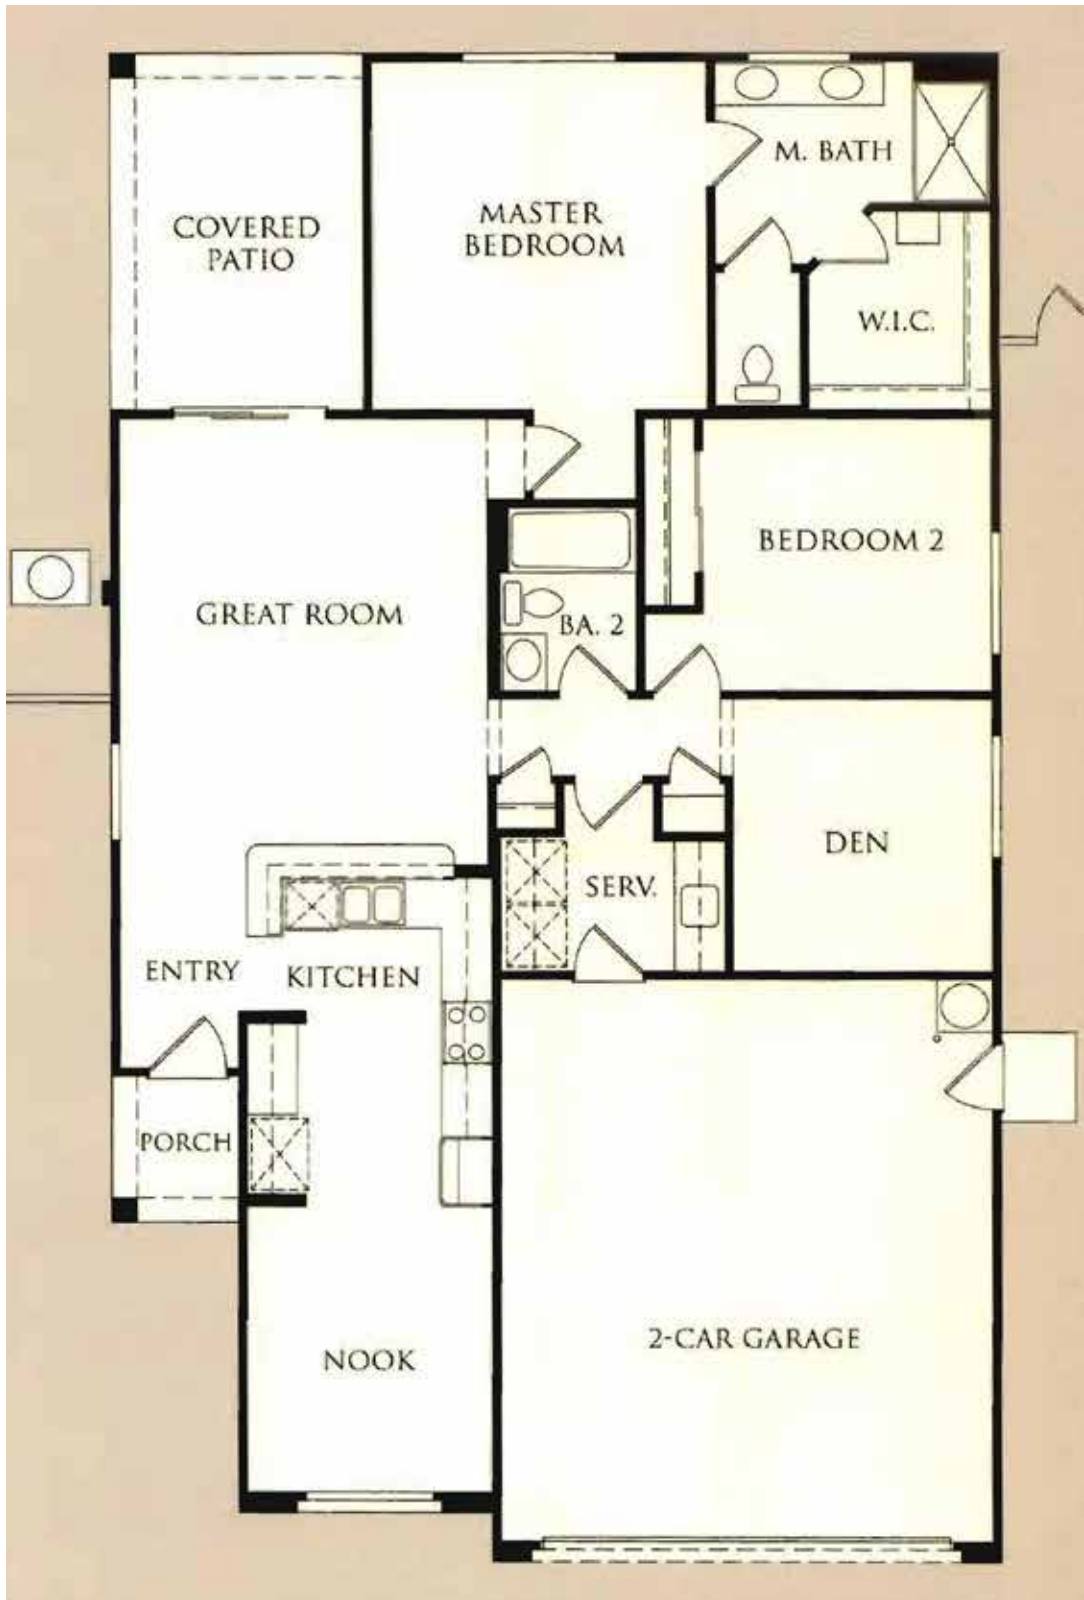 COVERED
PATIO
MASTER
BEDROOM
M. BATH
W.I.C.
BEDROOM 2
GREAT ROOM
BA. 2
DEN
SERV.
ENTRY
KITCHEN
PORCH
NOOK
2-CAR GARAGE